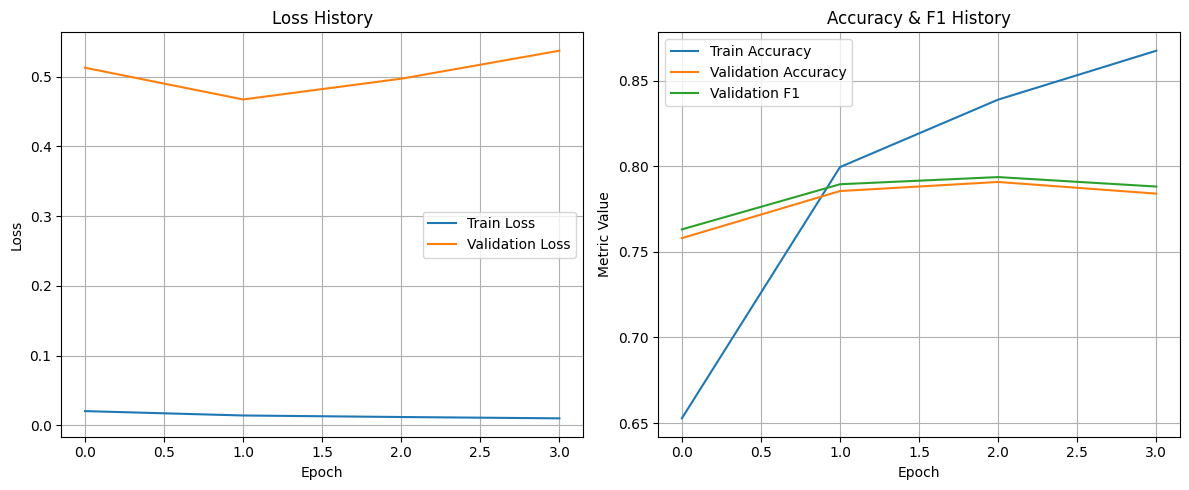 Loss History
0.5
0.4
0.3
0.2
0.1
0.0
Loss
Train Loss
Validation Loss
0.0 0.5 1.0 1.5 2.0 2.5 3.0
Epoch
Accuracy & F1 History
Train Accuracy
Validation Accuracy
Validation F1
0.85
0.80
0.75
0.70
0.65
Metric Value
0.0 0.5 1.0 1.5 2.0 2.5 3.0
Epoch